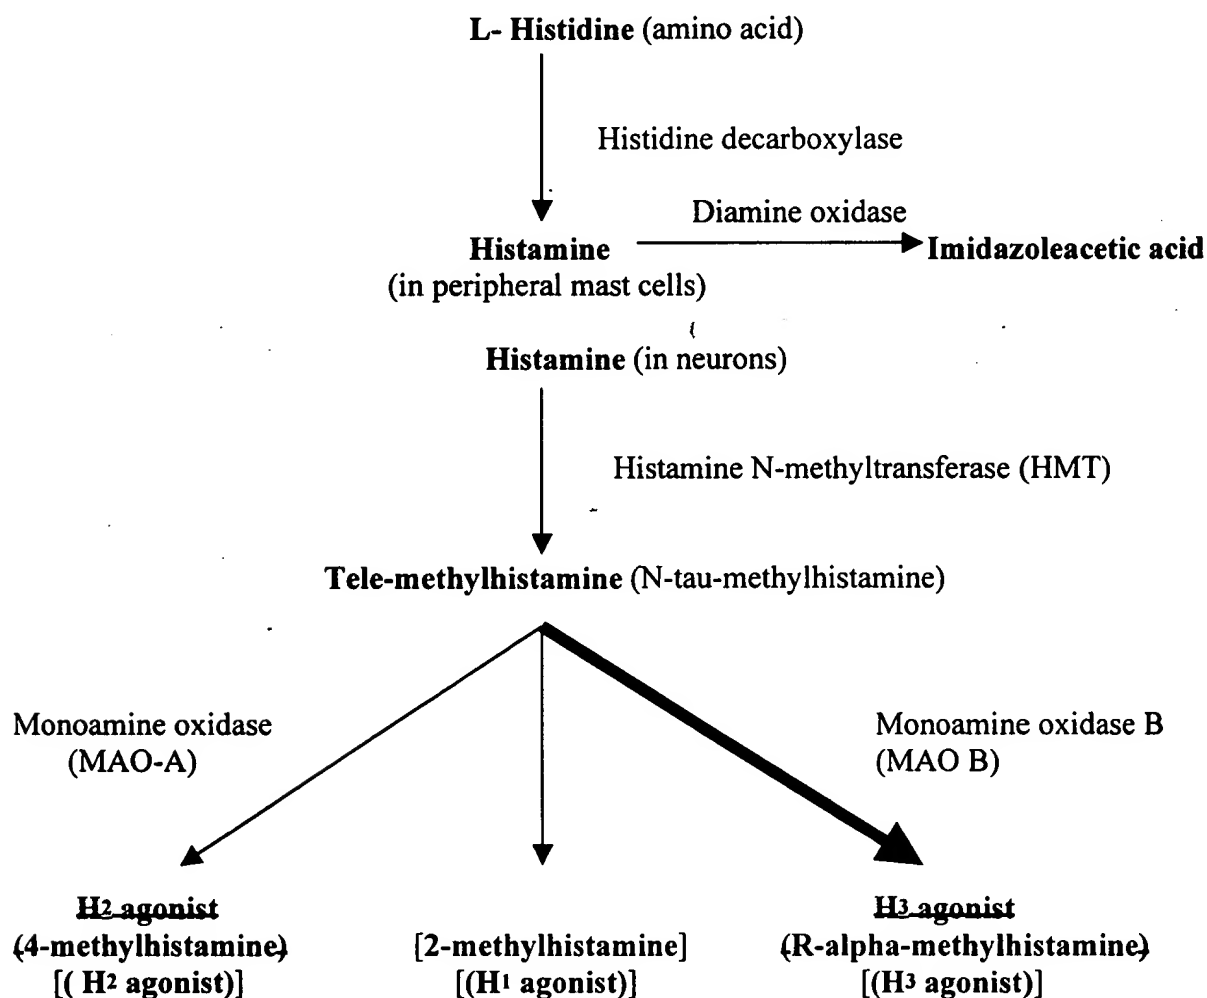 L- Histidine (amino acid)
Histidine decarboxylase
Diamine oxidase
Histamine
Imidazoleacetic acid
(in peripheral mast cells)
Histamine (in neurons)
Histamine N-methyltransferase (HMT)
Tele-methylhistamine (N-tau-methylhistamine)
Monoamine oxidase
(MAO-A)
Monoamine oxidase B
(MAO B)
H2 agonist
(4-methylhistamine)
[( H2 agonist)]
[2-methylhistamine]
[(H1 agonist)]
H3 agonist
(R-alpha-methylhistamine)
[(H3 agonist)]